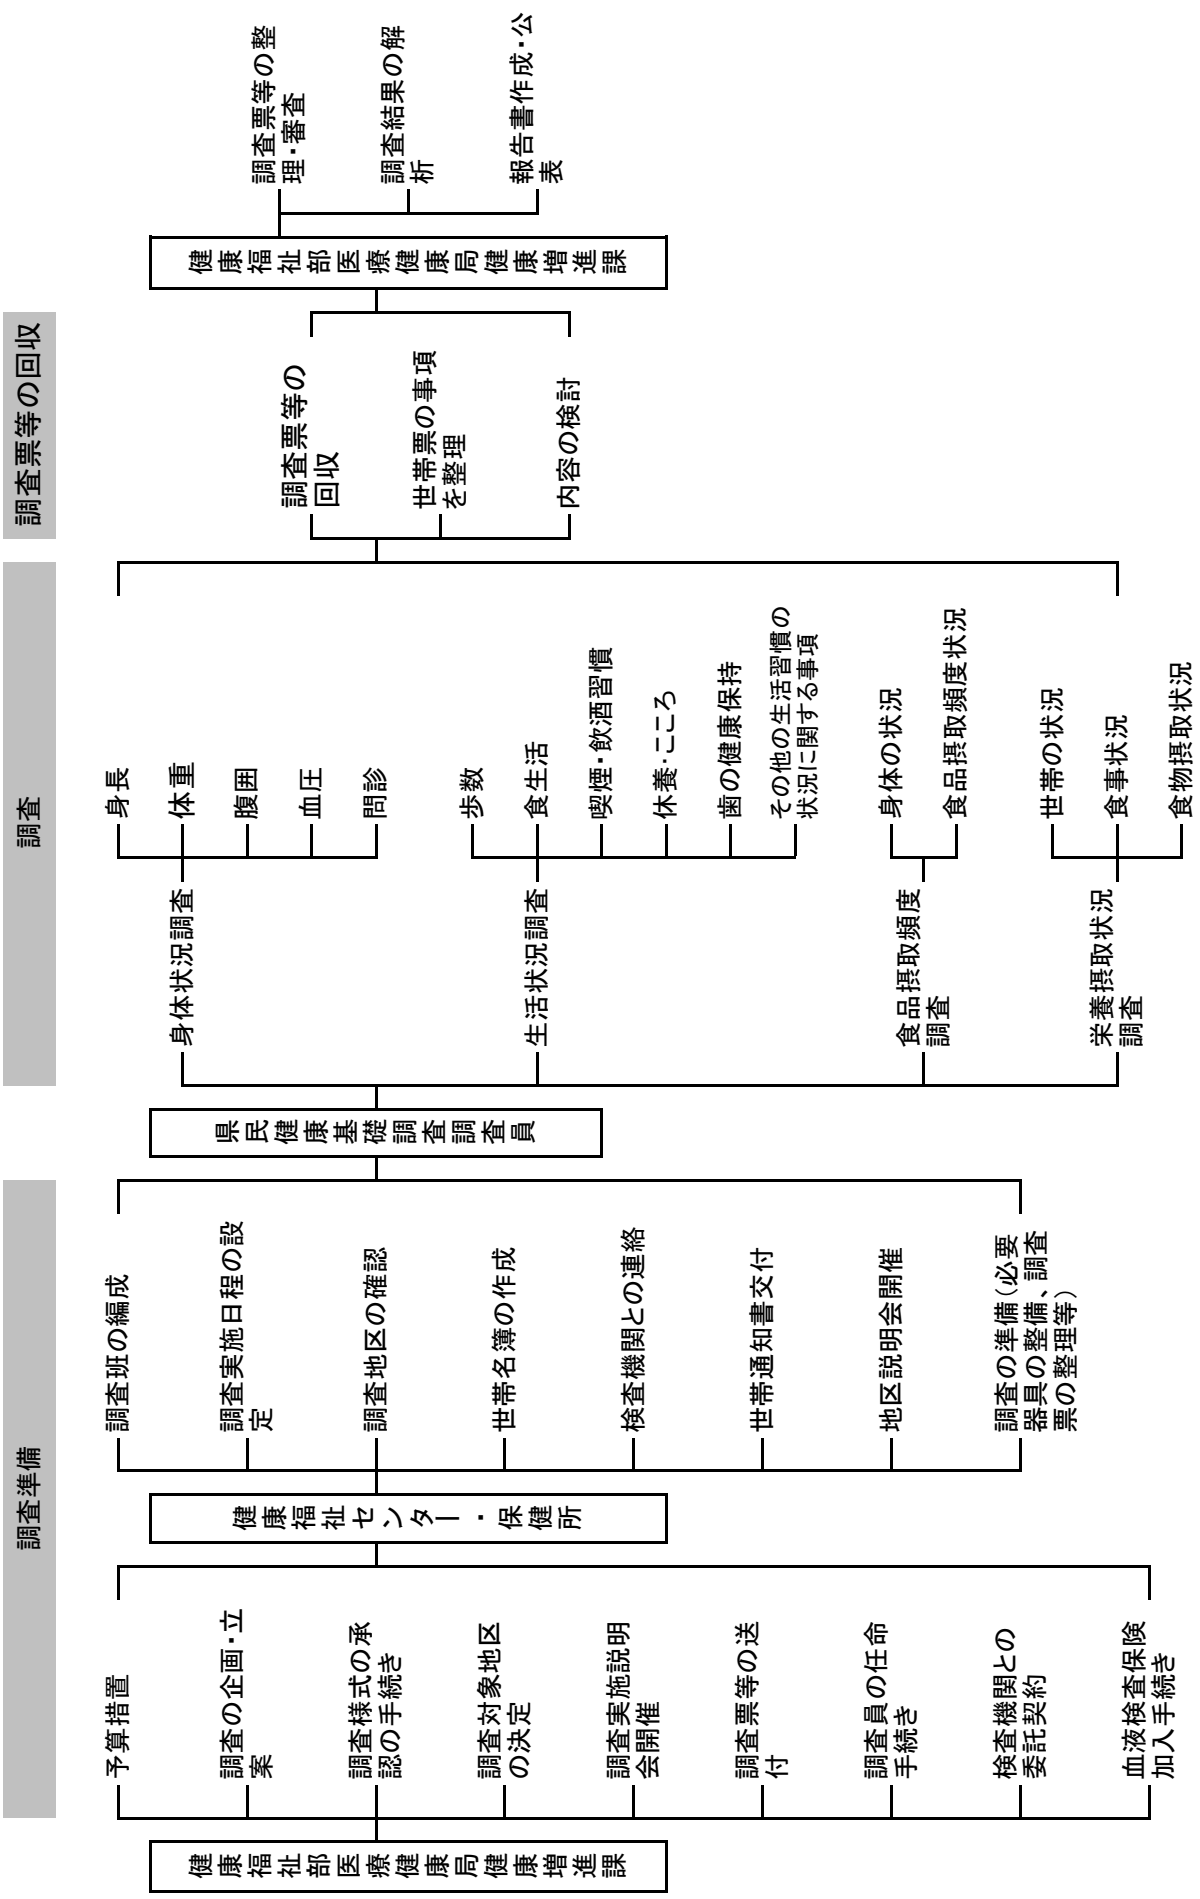 調査準備
調査
調査票等の回収
健康福祉部医療健康局健康増進課
予算措置
調査の企画・立
案
調査様式の承
認の手続き
調査対象地区
の決定
調査実施説明
会開催
調査票等の送
付
調査員の任命
手続き
検査機関との
委託契約
血液検査保険
加入手続き
健康福祉センター・保健所
調査班の編成
調査実施日程の設
定
調査地区の確認
世帯名簿の作成
検査機関との連絡
世帯通知書交付
地区説明会開催
調査の準備(必要
器具の整備、調査
票の整理等)
県民健康基礎調査調査員
身体状況調査
身長
体重
腹囲
血圧
問診
生活状況調査
歩数
食生活
喫煙・飲酒習慣
休養・こころ
歯の健康保持
その他の生活習慣の
状況に関する事項
食品摂取頻度
調査
身体の状況
食品摂取頻度状況
栄養摂取状況
調査
世帯の状況
食事状況
食物摂取状況
調査票等の
回収
世帯票の事項
を整理
内容の検討
健康福祉部医療健康局健康増進課
調査票等の整
理・審査
調査結果の解
析
報告書作成・公
表